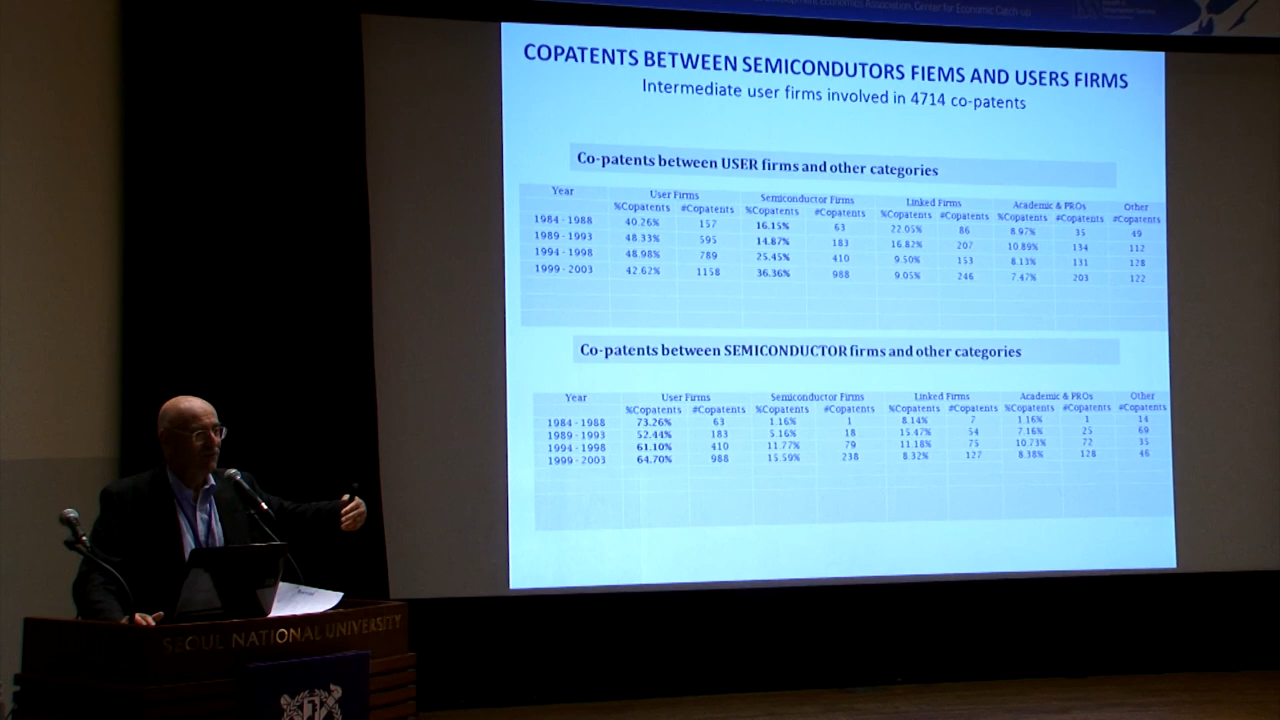 Development Economics Association, Center for Economic Catch-up
COPATENTS BETWEEN SEMICONDUTORS FIEMS AND USERS FIRMS
Intermediate user firms involved in 4714 co-patents
Co-patents between USER firms and other categories
Year User Firms Semiconductor Firms Linked Firms Academic & PROs Other
%Copatents #Copatents %Copatents #Copatents %Copatents #Copatents %Copatents #Copatents #Copatents
1984 - 1988 40.26% 157 16.15% 63 22.05% 86 8.97% 35 49
1989 - 1993 48.33% 595 14.87% 183 16.82% 207 10.89% 134 112
1994 - 1998 48.98% 789 25.45% 410 9.50% 153 8.13% 131 128
1999 - 2003 42.62% 1158 36.36% 988 9.05% 246 7.47% 203 122
Co-patents between SEMICONDUCTOR firms and other categories
Year User Firms Semiconductor Firms Linked Firms Academic & PROs Other
%Copatents #Copatents %Copatents #Copatents %Copatents #Copatents %Copatents #Copatents #Copatents
1984 - 1988 73.26% 63 1.16% 1 8.14% 7 1.16% 1 14
1989 - 1993 52.44% 183 5.16% 18 15.47% 54 7.16% 25 69
1994 - 1998 61.10% 410 11.77% 79 11.18% 75 10.73% 72 35
1999 - 2003 64.70% 988 15.59% 238 8.32% 127 8.38% 128 46
SEOUL NATIONAL UNIVERSITY